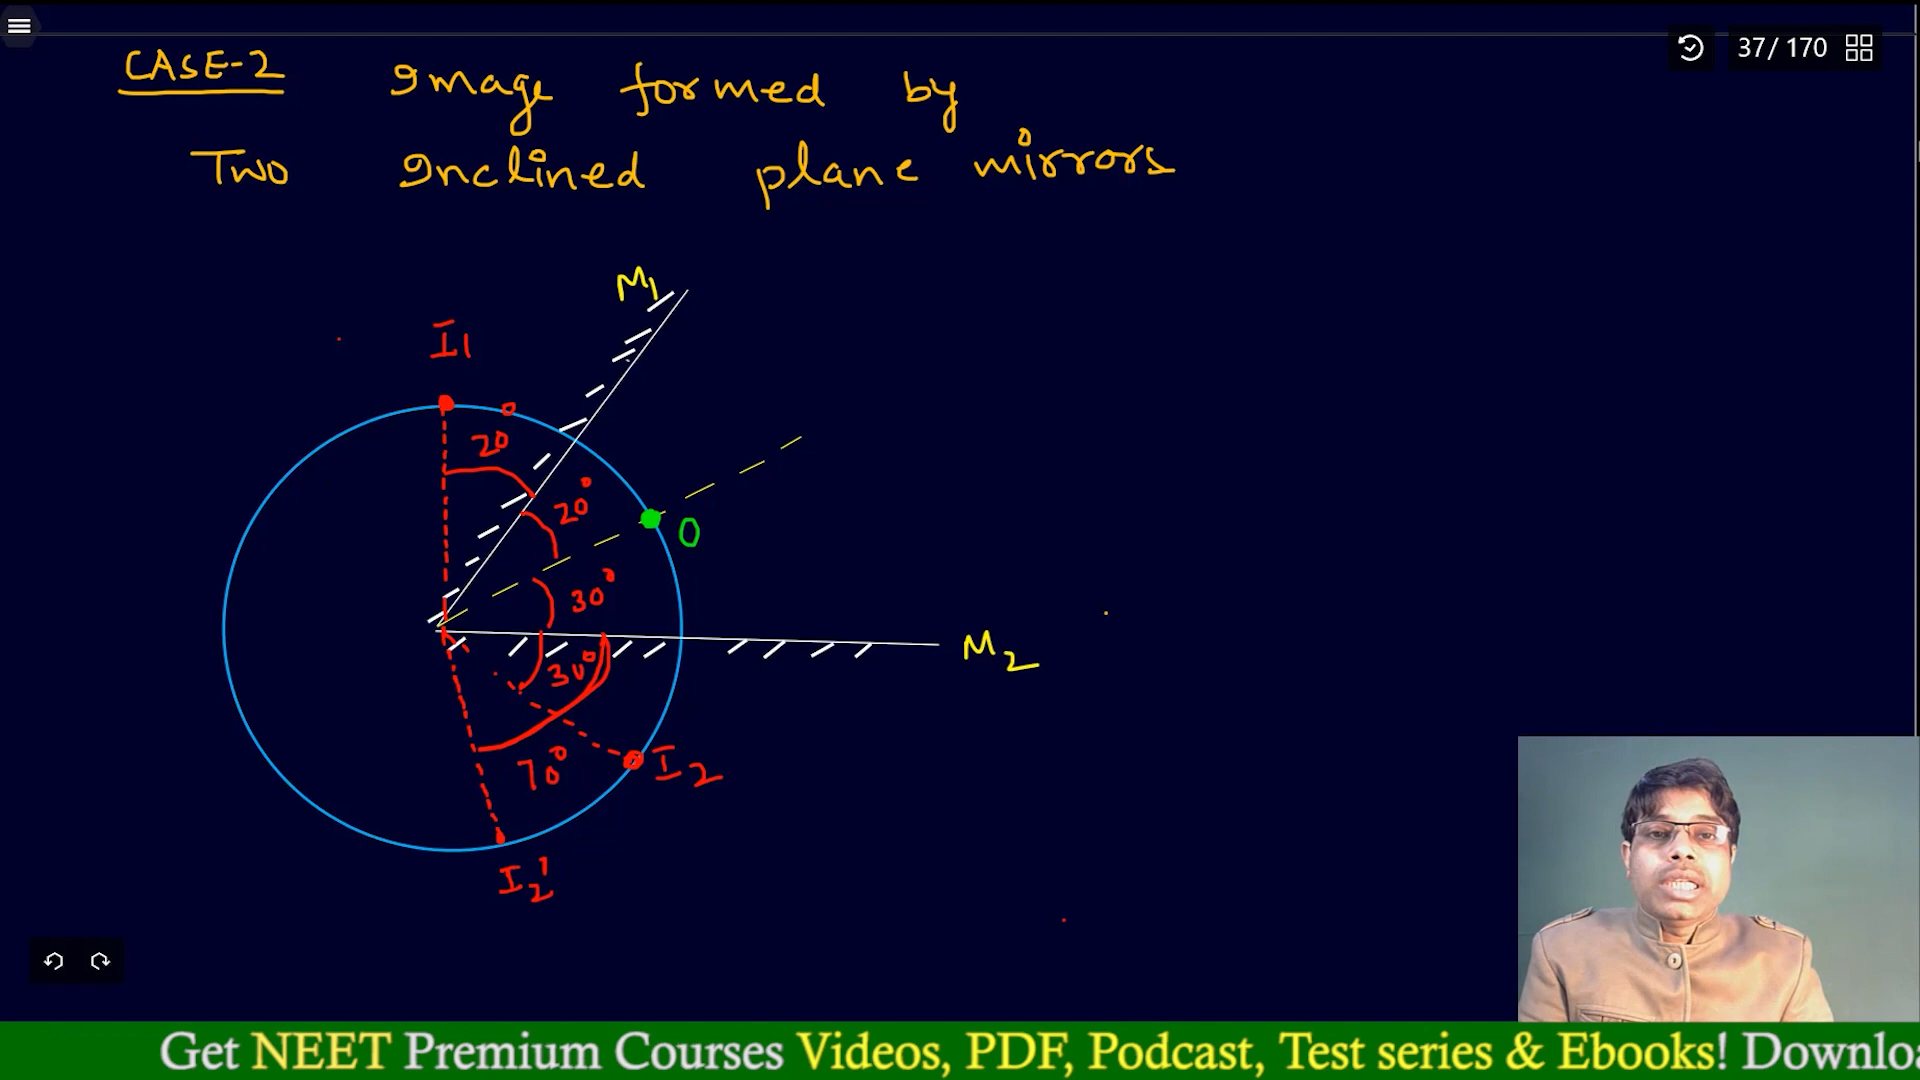 37/ 170
CASE-2 Image formed by
Two Inclined plane mirrors
M1
I1
20°
20°
O
30°
M2
30°
70°
I2
I2'
Get NEET Premium Courses Videos, PDF, Podcast, Test series & Ebooks! Downloa